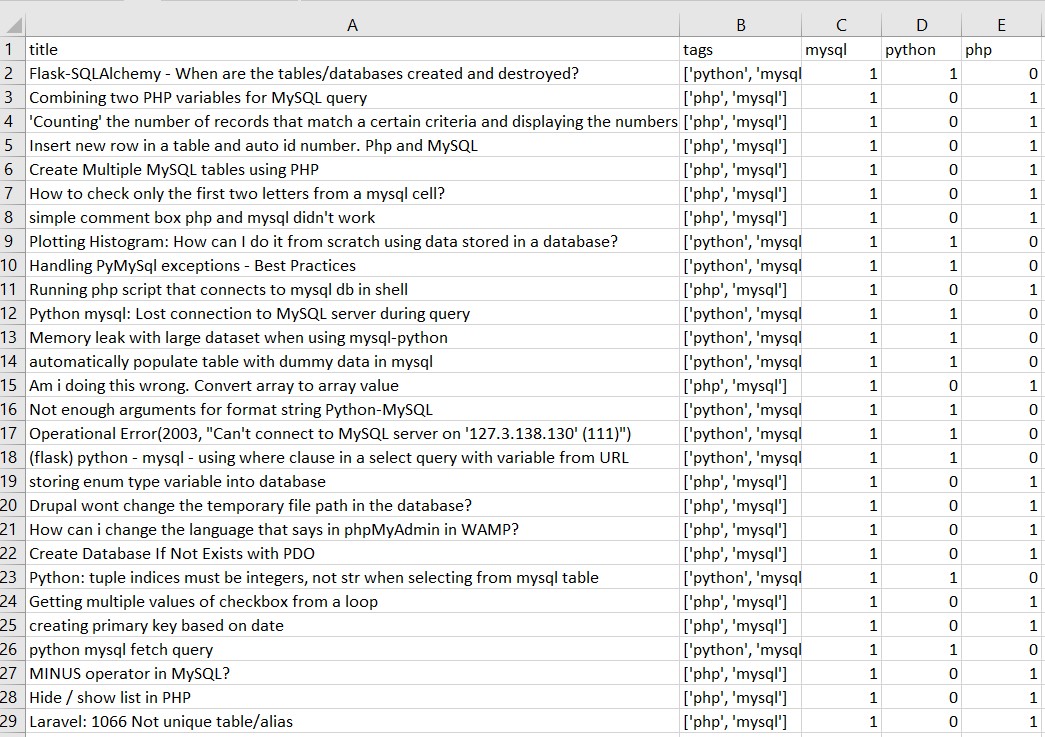 A B C D E
1 title tags mysql python php
2 Flask-SQLAlchemy - When are the tables/databases created and destroyed? ['python', 'mysql 1 1 0
3 Combining two PHP variables for MySQL query ['php', 'mysql'] 1 0 1
4 'Counting' the number of records that match a certain criteria and displaying the numbers ['php', 'mysql'] 1 0 1
5 Insert new row in a table and auto id number. Php and MySQL ['php', 'mysql'] 1 0 1
6 Create Multiple MySQL tables using PHP ['php', 'mysql'] 1 0 1
7 How to check only the first two letters from a mysql cell? ['php', 'mysql'] 1 0 1
8 simple comment box php and mysql didn't work ['php', 'mysql'] 1 0 1
9 Plotting Histogram: How can I do it from scratch using data stored in a database? ['python', 'mysql 1 1 0
10 Handling PyMySql exceptions - Best Practices ['python', 'mysql 1 1 0
11 Running php script that connects to mysql db in shell ['php', 'mysql'] 1 0 1
12 Python mysql: Lost connection to MySQL server during query ['python', 'mysql 1 1 0
13 Memory leak with large dataset when using mysql-python ['python', 'mysql 1 1 0
14 automatically populate table with dummy data in mysql ['python', 'mysql 1 1 0
15 Am i doing this wrong. Convert array to array value ['php', 'mysql'] 1 0 1
16 Not enough arguments for format string Python-MySQL ['python', 'mysql 1 1 0
17 Operational Error(2003, "Can't connect to MySQL server on '127.3.138.130' (111)") ['python', 'mysql 1 1 0
18 (flask) python - mysql - using where clause in a select query with variable from URL ['python', 'mysql 1 1 0
19 storing enum type variable into database ['php', 'mysql'] 1 0 1
20 Drupal wont change the temporary file path in the database? ['php', 'mysql'] 1 0 1
21 How can i change the language that says in phpMyAdmin in WAMP? ['php', 'mysql'] 1 0 1
22 Create Database If Not Exists with PDO ['php', 'mysql'] 1 0 1
23 Python: tuple indices must be integers, not str when selecting from mysql table ['python', 'mysql 1 1 0
24 Getting multiple values of checkbox from a loop ['php', 'mysql'] 1 0 1
25 creating primary key based on date ['php', 'mysql'] 1 0 1
26 python mysql fetch query ['python', 'mysql 1 1 0
27 MINUS operator in MySQL? ['php', 'mysql'] 1 0 1
28 Hide / show list in PHP ['php', 'mysql'] 1 0 1
29 Laravel: 1066 Not unique table/alias ['php', 'mysql'] 1 0 1